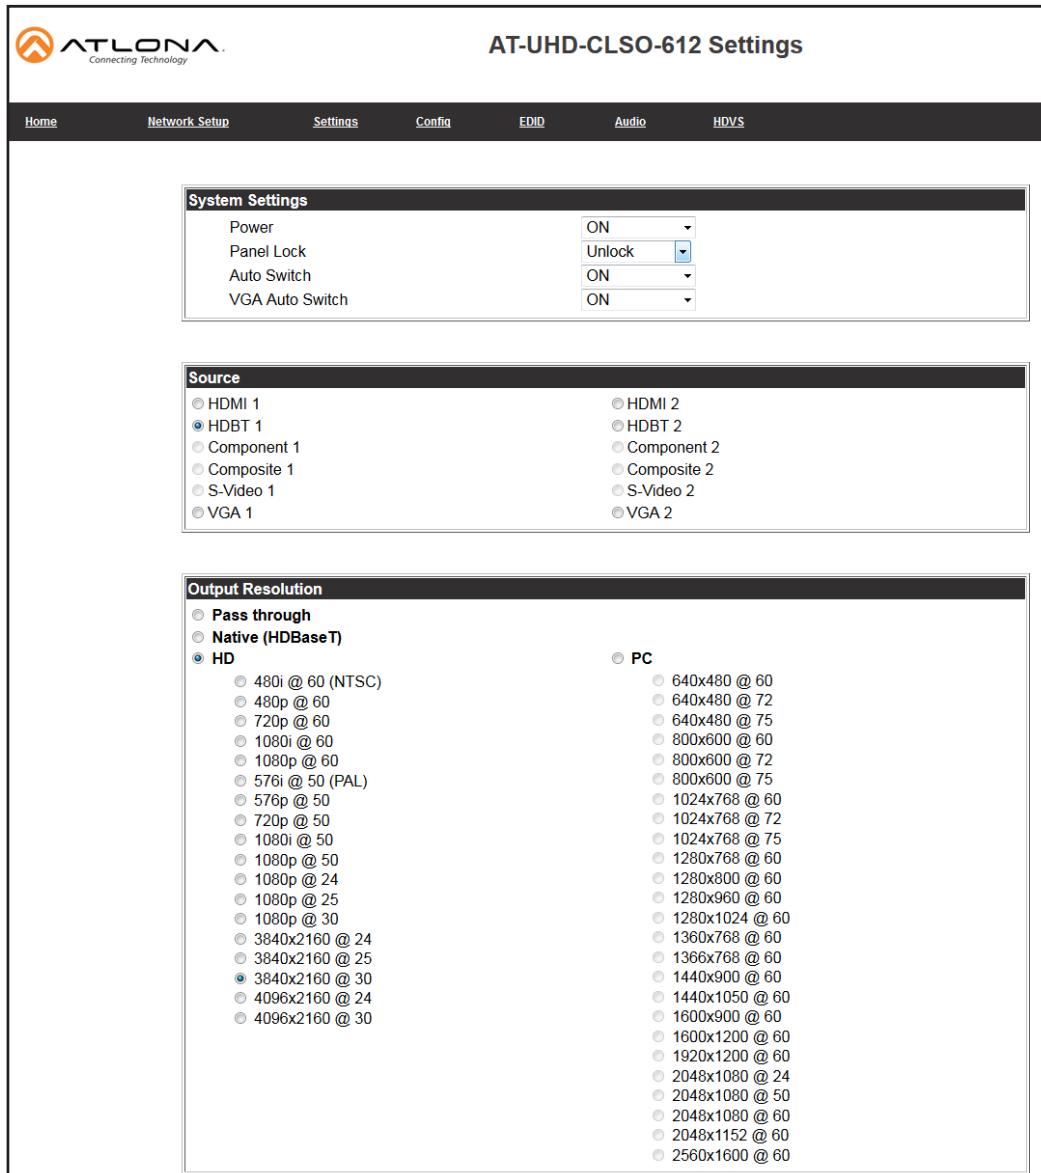 ATLONA.
Connecting Technology
AT-UHD-CLSO-612 Settings
Home Network Setup Settings Config EDID Audio HDVS
System Settings
Power ON
Panel Lock Unlock
Auto Switch ON
VGA Auto Switch ON
Source
HDMI 1 HDMI 2
HDBT 1 HDBT 2
Component 1 Component 2
Composite 1 Composite 2
S-Video 1 S-Video 2
VGA 1 VGA 2
Output Resolution
Pass through
Native (HDBaseT)
HD PC
480i @ 60 (NTSC) 640x480 @ 60
480p @ 60 640x480 @ 72
720p @ 60 640x480 @ 75
1080i @ 60 800x600 @ 60
1080p @ 60 800x600 @ 72
576i @ 50 (PAL) 800x600 @ 75
576p @ 50 1024x768 @ 60
720p @ 50 1024x768 @ 72
1080i @ 50 1024x768 @ 75
1080p @ 50 1280x768 @ 60
1080p @ 24 1280x800 @ 60
1080p @ 25 1280x960 @ 60
1080p @ 30 1280x1024 @ 60
3840x2160 @ 24 1360x768 @ 60
3840x2160 @ 25 1366x768 @ 60
3840x2160 @ 30 1440x900 @ 60
4096x2160 @ 24 1440x1050 @ 60
4096x2160 @ 30 1600x900 @ 60
1600x1200 @ 60
1920x1200 @ 60
2048x1080 @ 24
2048x1080 @ 50
2048x1080 @ 60
2048x1152 @ 60
2560x1600 @ 60